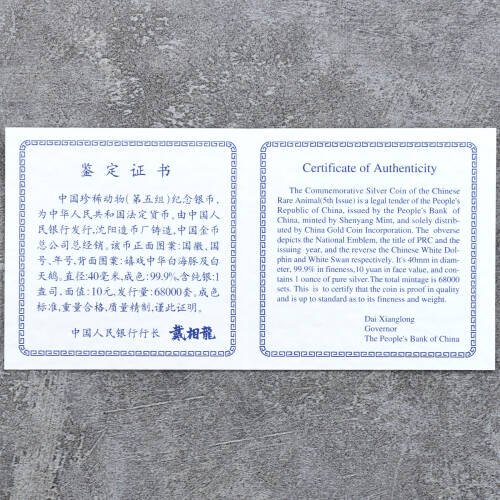 鉴定证书
中国珍稀动物(第五组)纪念银币,
为中华人民共和国法定货币,由中国人
民银行发行,沈阳造币厂铸造,中国金币
总公司总经销。该币正面图案:国徽、国
号、年号,背面图案:嬉戏中华白海豚及白
天鹅。直径:40毫米,成色:99.9%,含纯银:1
盎司。面值:10元,发行量:68000套。成色
标准,重量合格,质量精制,谨此证明。
中国人民银行行长 戴相龍
Certificate of Authenticity
The Commemorative Silver Coin of the Chinese
Rare Animal(5th Issue) is a legal tender of the People's
Republic of China, issued by the People's Bank of
China, minted by Shenyang Mint, and solely distrib-
uted by China Gold Coin Incorporation. The obverse
depicts the National Emblem, the title of PRC and the
issuing year, and the reverse the Chinese White Dol-
phin and White Swan respectively. It's 40mm in diam-
eter, 99.9% in fineness,10 yuan in face value, and con-
tains 1 ounce of pure silver.The total mintage is 68000
sets. This is to certify that the coin is proof in quality
and is up to standard as to its fineness and weight.
Dai Xianglong
Governor
The People's Bank of China